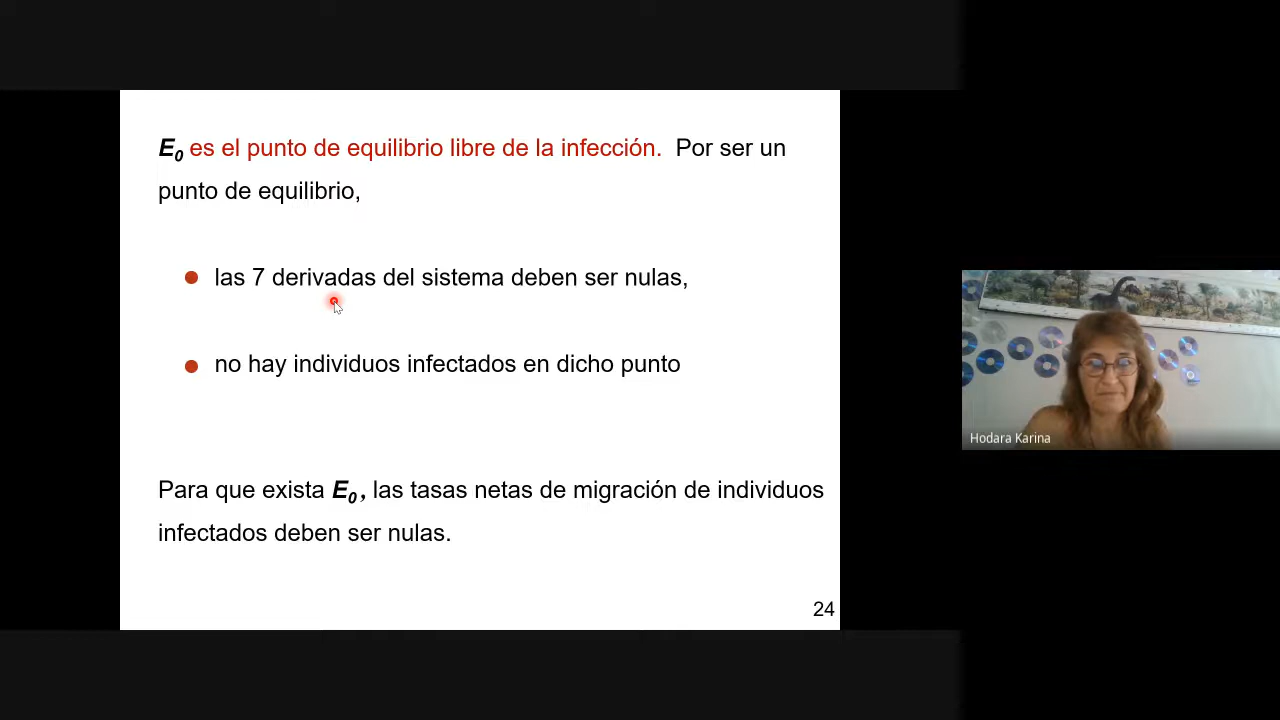 E0 es el punto de equilibrio libre de la infección. Por ser un
punto de equilibrio,
● las 7 derivadas del sistema deben ser nulas,
● no hay individuos infectados en dicho punto
Para que exista E0, las tasas netas de migración de individuos
infectados deben ser nulas.
24
Hodara Karina